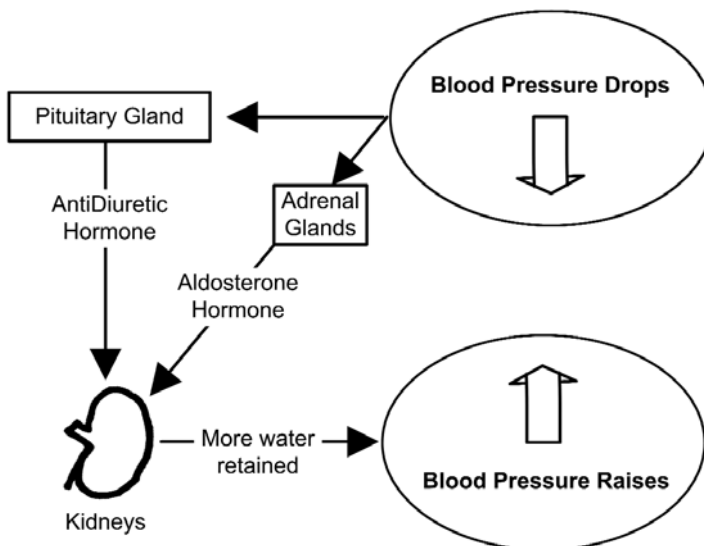 Blood Pressure Drops
Pituitary Gland
AntiDiuretic
Hormone
Adrenal
Glands
Aldosterone
Hormone
More water
retained
Blood Pressure Raises
Kidneys